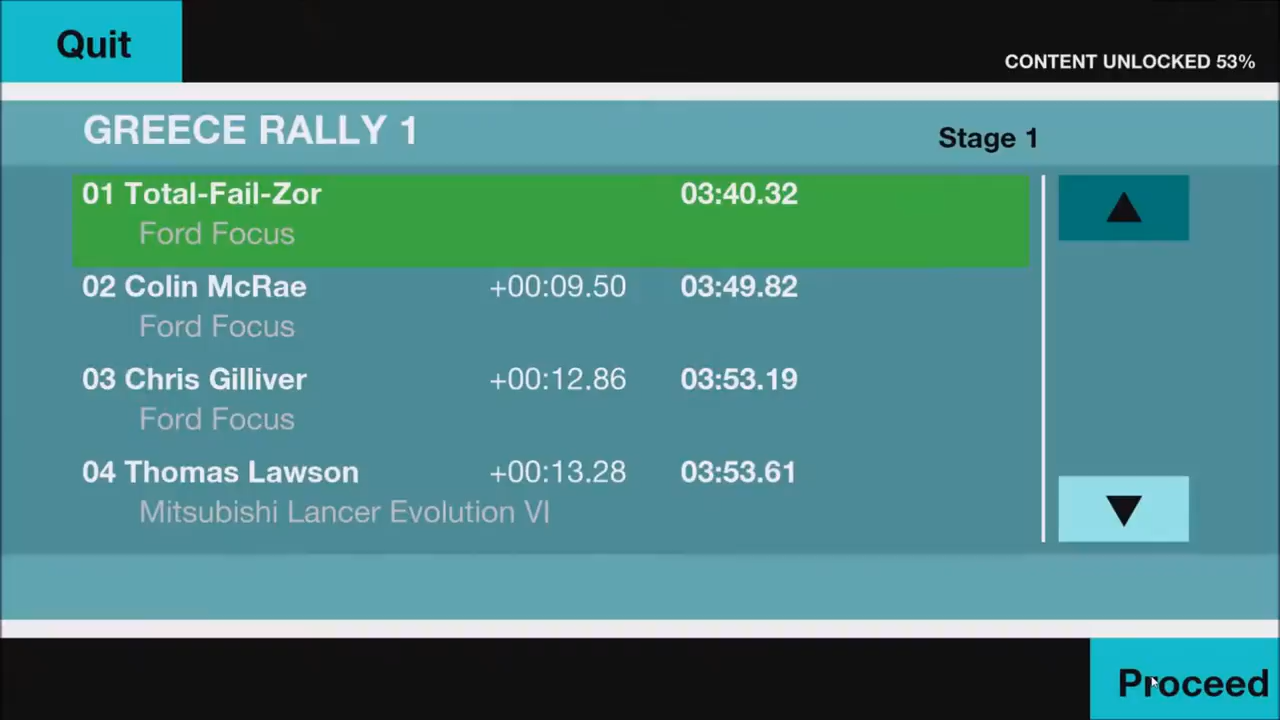 Quit
CONTENT UNLOCKED 53%
GREECE RALLY 1
Stage 1
01 Total-Fail-Zor 03:40.32
Ford Focus
02 Colin McRae +00:09.50 03:49.82
Ford Focus
03 Chris Gilliver +00:12.86 03:53.19
Ford Focus
04 Thomas Lawson +00:13.28 03:53.61
Mitsubishi Lancer Evolution VI
Proceed